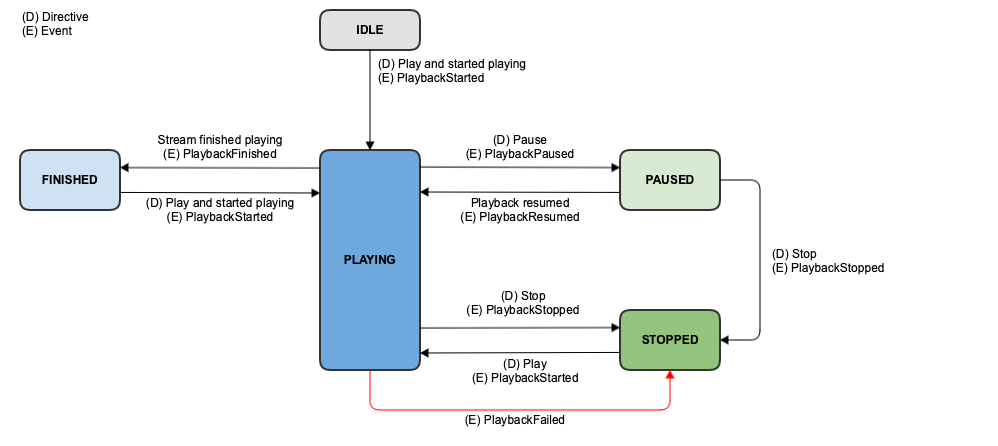 (D) Directive
(E) Event
IDLE
(D) Play and started playing
(E) PlaybackStarted
Stream finished playing
(E) PlaybackFinished
(D) Pause
(E) PlaybackPaused
FINISHED
PAUSED
(D) Play and started playing
(E) PlaybackStarted
Playback resumed
(E) PlaybackResumed
PLAYING
(D) Stop
(E) PlaybackStopped
(D) Stop
(E) PlaybackStopped
STOPPED
(D) Play
(E) PlaybackStarted
(E) PlaybackFailed